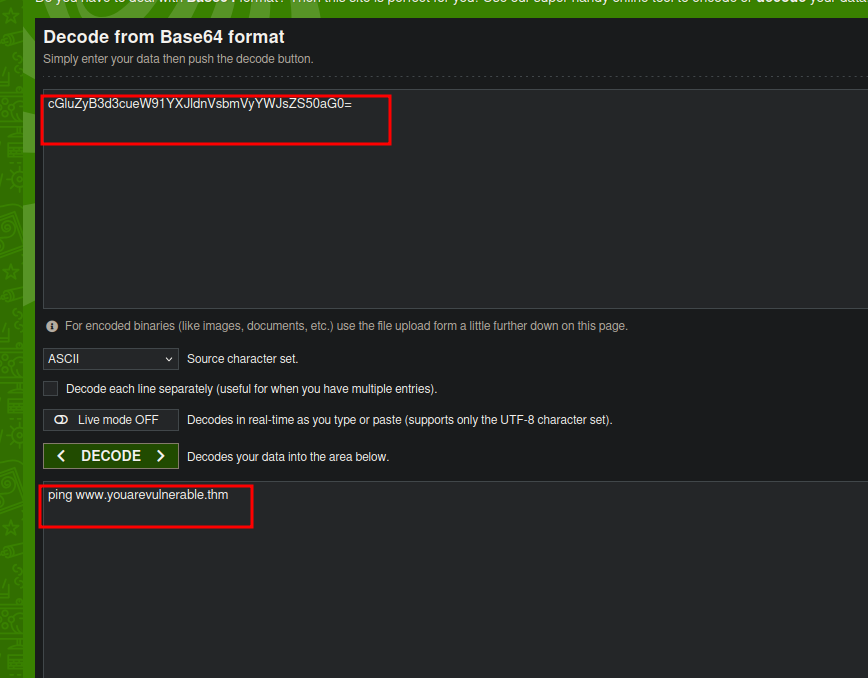 Do you have to deal with Base64 format? Then this site is perfect for you! Use our super handy online tool to encode or decode your data
Decode from Base64 format
Simply enter your data then push the decode button.
cGluZyB3d3cueW91YXJldnVsbmVyYWJsZS50aG0=
For encoded binaries (like images, documents, etc.) use the file upload form a little further down on this page.
ASCII Source character set.
Decode each line separately (useful for when you have multiple entries).
Live mode OFF Decodes in real-time as you type or paste (supports only the UTF-8 character set).
< DECODE > Decodes your data into the area below.
ping www.youarevulnerable.thm